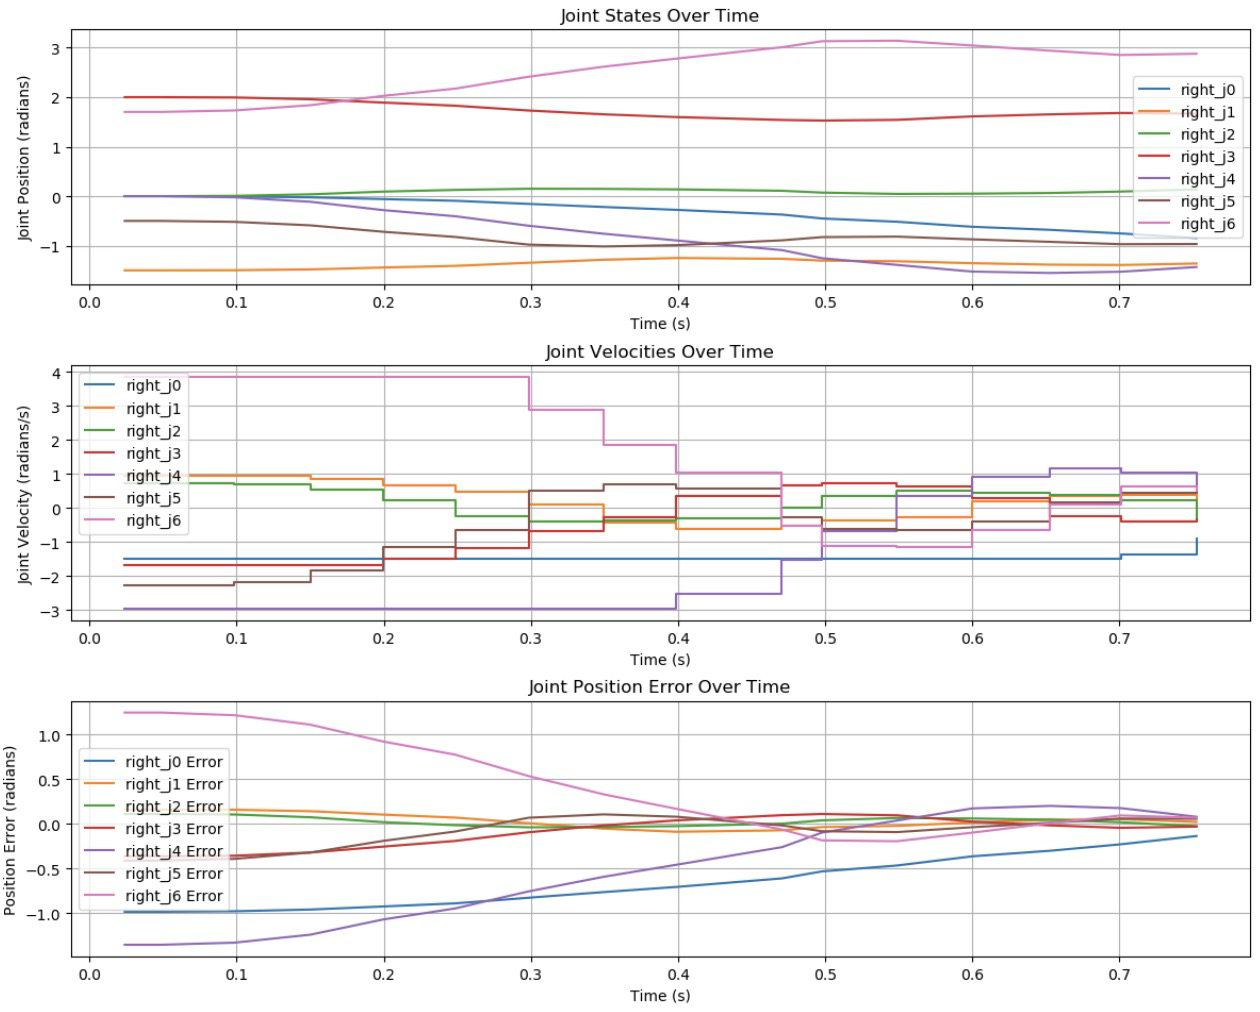 Joint States Over Time
Joint Position (radians)
3
2
1
0
−1
right_j0
right_j1
right_j2
right_j3
right_j4
right_j5
right_j6
0.0 0.1 0.2 0.3 0.4 0.5 0.6 0.7
Time (s)
Joint Velocities Over Time
Joint Velocity (radians/s)
4
3
2
1
0
−1
−2
−3
right_j0
right_j1
right_j2
right_j3
right_j4
right_j5
right_j6
0.0 0.1 0.2 0.3 0.4 0.5 0.6 0.7
Time (s)
Joint Position Error Over Time
Position Error (radians)
1.0
0.5
0.0
−0.5
−1.0
right_j0 Error
right_j1 Error
right_j2 Error
right_j3 Error
right_j4 Error
right_j5 Error
right_j6 Error
0.0 0.1 0.2 0.3 0.4 0.5 0.6 0.7
Time (s)